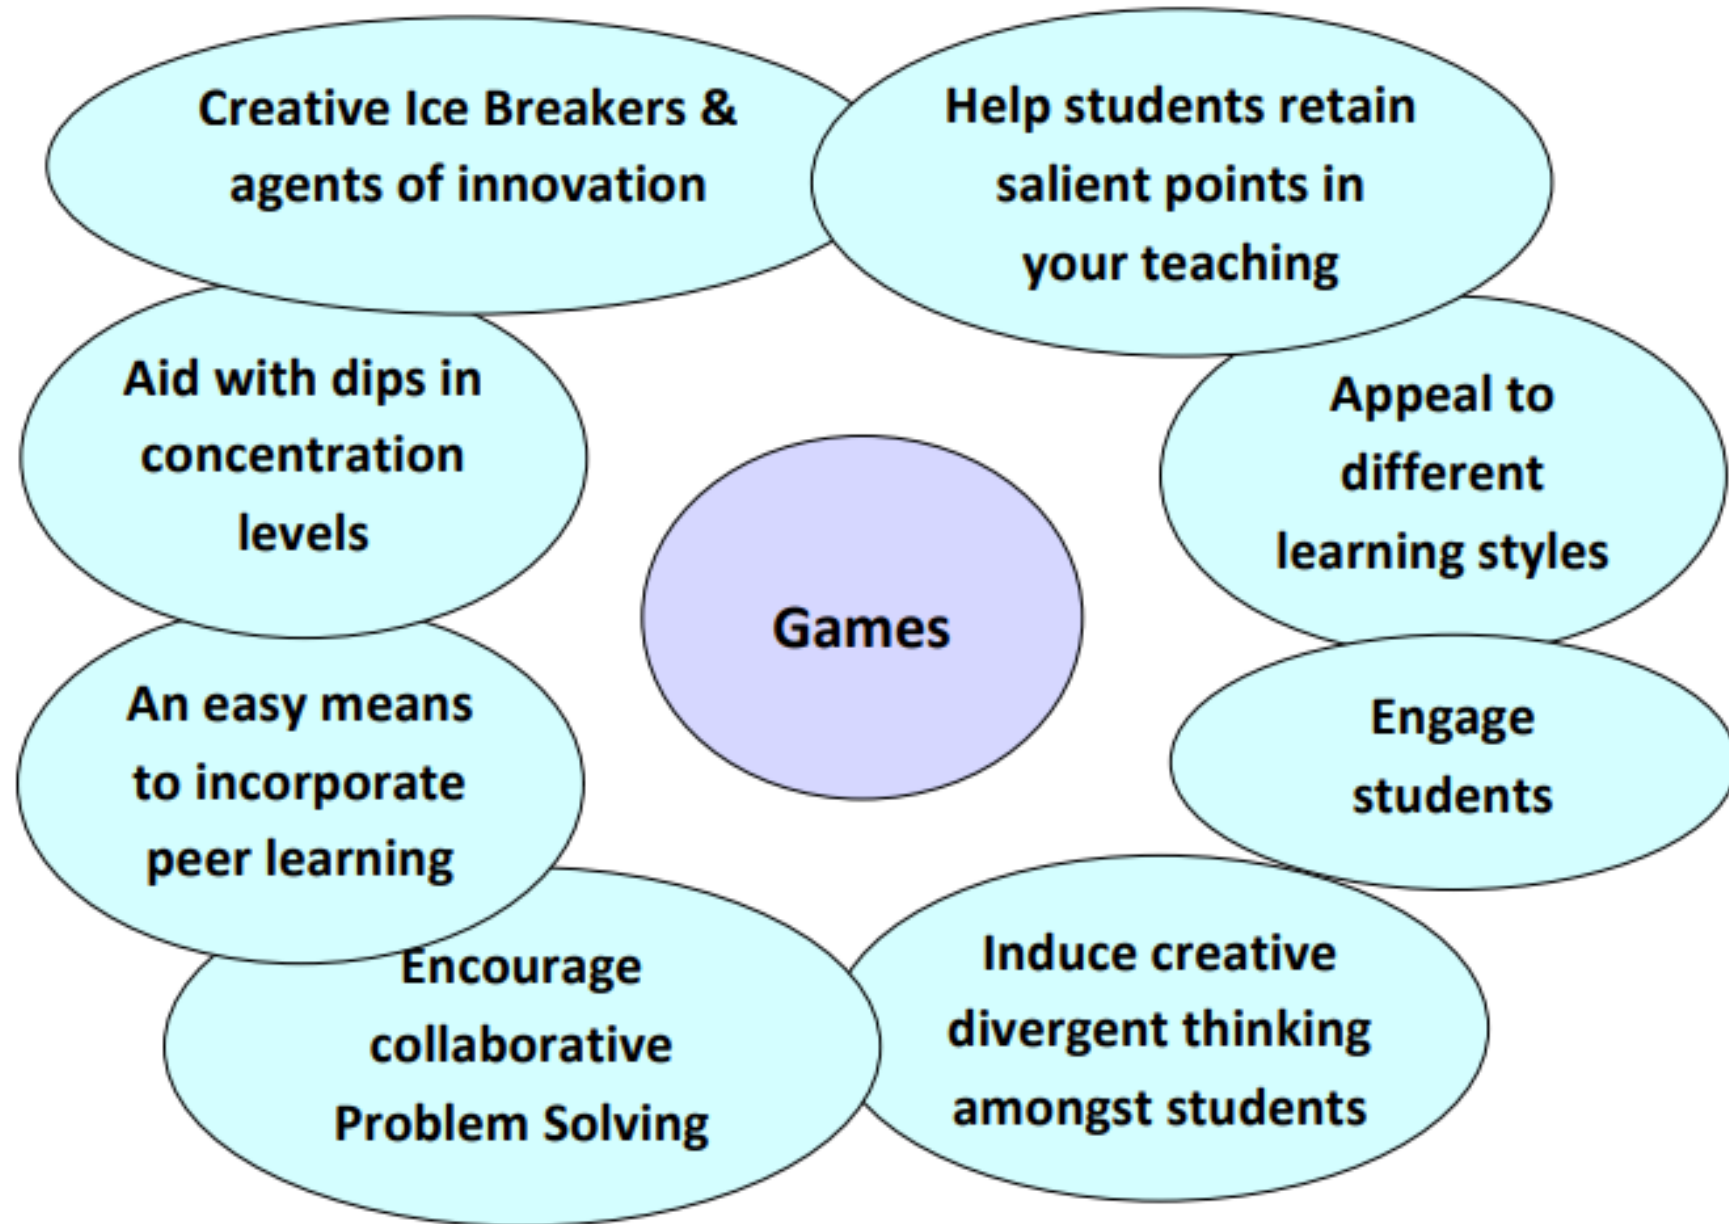 Creative Ice Breakers &
agents of innovation
Help students retain
salient points in
your teaching
Aid with dips in
concentration
levels
Appeal to
different
learning styles
Games
An easy means
to incorporate
peer learning
Engage
students
Encourage
collaborative
Problem Solving
Induce creative
divergent thinking
amongst students